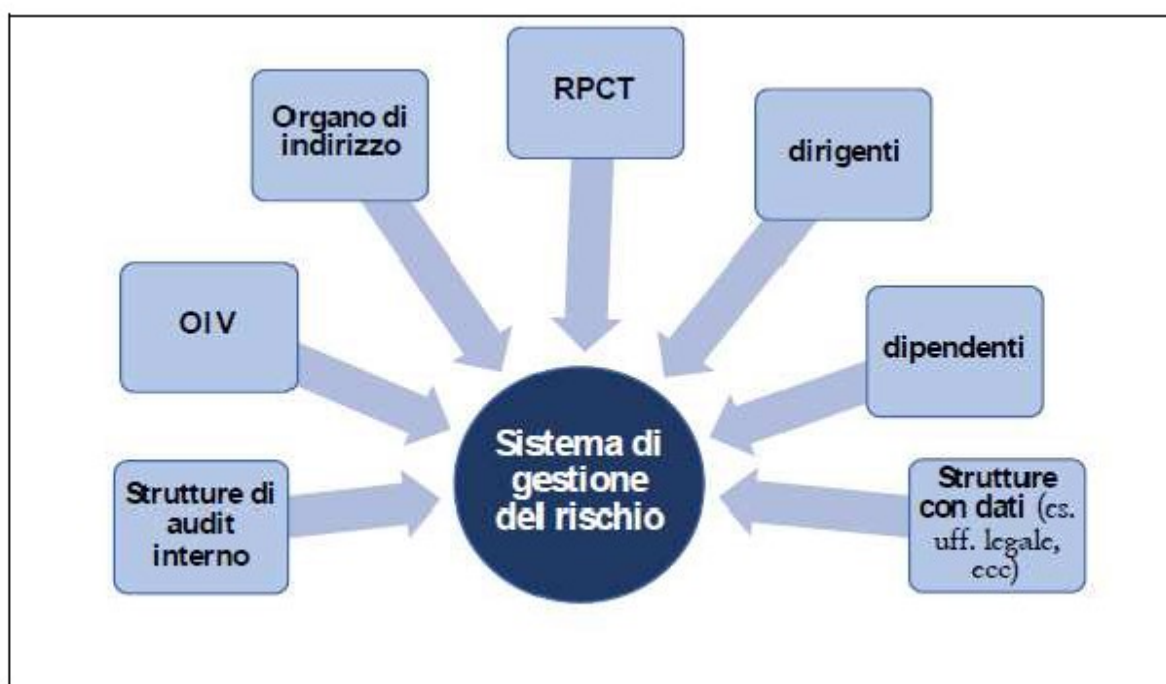 RPCT
Organo di
indirizzo
dirigenti
OIV
dipendenti
Sistema di
gestione
del rischio
Strutture di
audit
interno
Strutture
con dati (es.
uff. legale,
ecc)